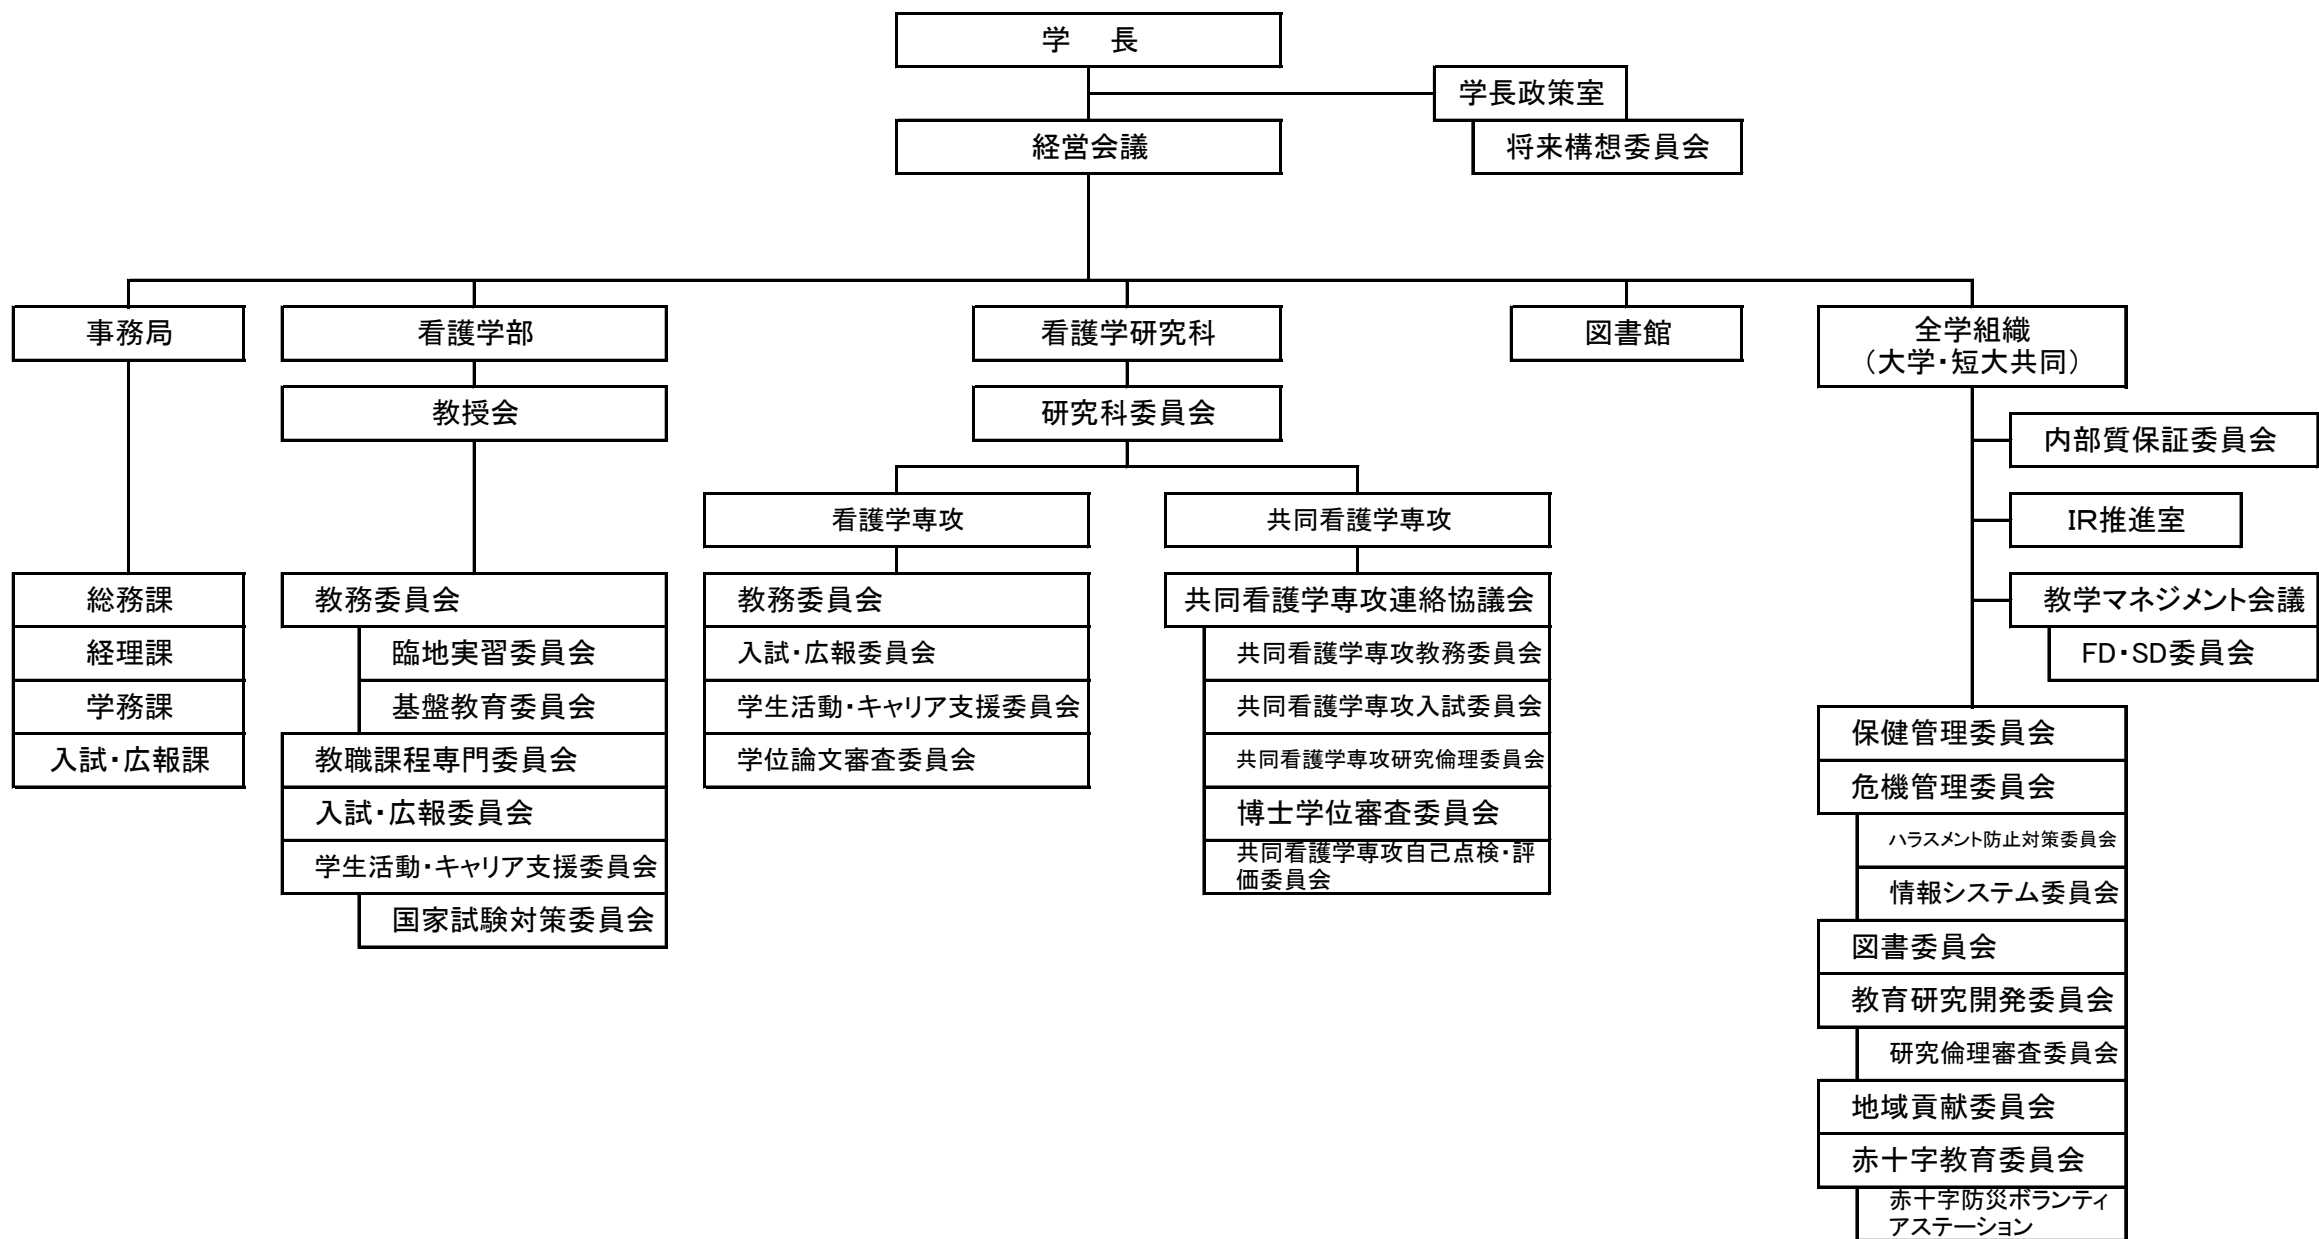 学　長
学長政策室
経営会議
将来構想委員会
事務局
看護学部
看護学研究科
図書館
全学組織
（大学・短大共同）
教授会
研究科委員会
内部質保証委員会
看護学専攻
共同看護学専攻
IR推進室
総務課
経理課
学務課
入試・広報課
教務委員会
臨地実習委員会
基盤教育委員会
教職課程専門委員会
入試・広報委員会
学生活動・キャリア支援委員会
国家試験対策委員会
教務委員会
入試・広報委員会
学生活動・キャリア支援委員会
学位論文審査委員会
共同看護学専攻連絡協議会
共同看護学専攻教務委員会
共同看護学専攻入試委員会
共同看護学専攻研究倫理委員会
博士学位審査委員会
共同看護学専攻自己点検・評
価委員会
教学マネジメント会議
FD・SD委員会
保健管理委員会
危機管理委員会
ハラスメント防止対策委員会
情報システム委員会
図書委員会
教育研究開発委員会
研究倫理審査委員会
地域貢献委員会
赤十字教育委員会
赤十字防災ボランティ
アステーション